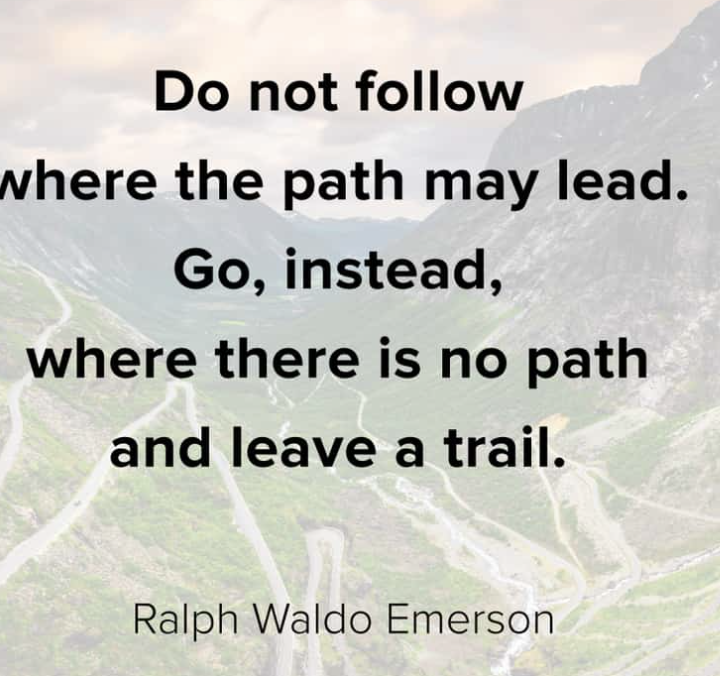 Do not follow
where the path may lead.
Go, instead,
where there is no path
and leave a trail.
Ralph Waldo Emerson